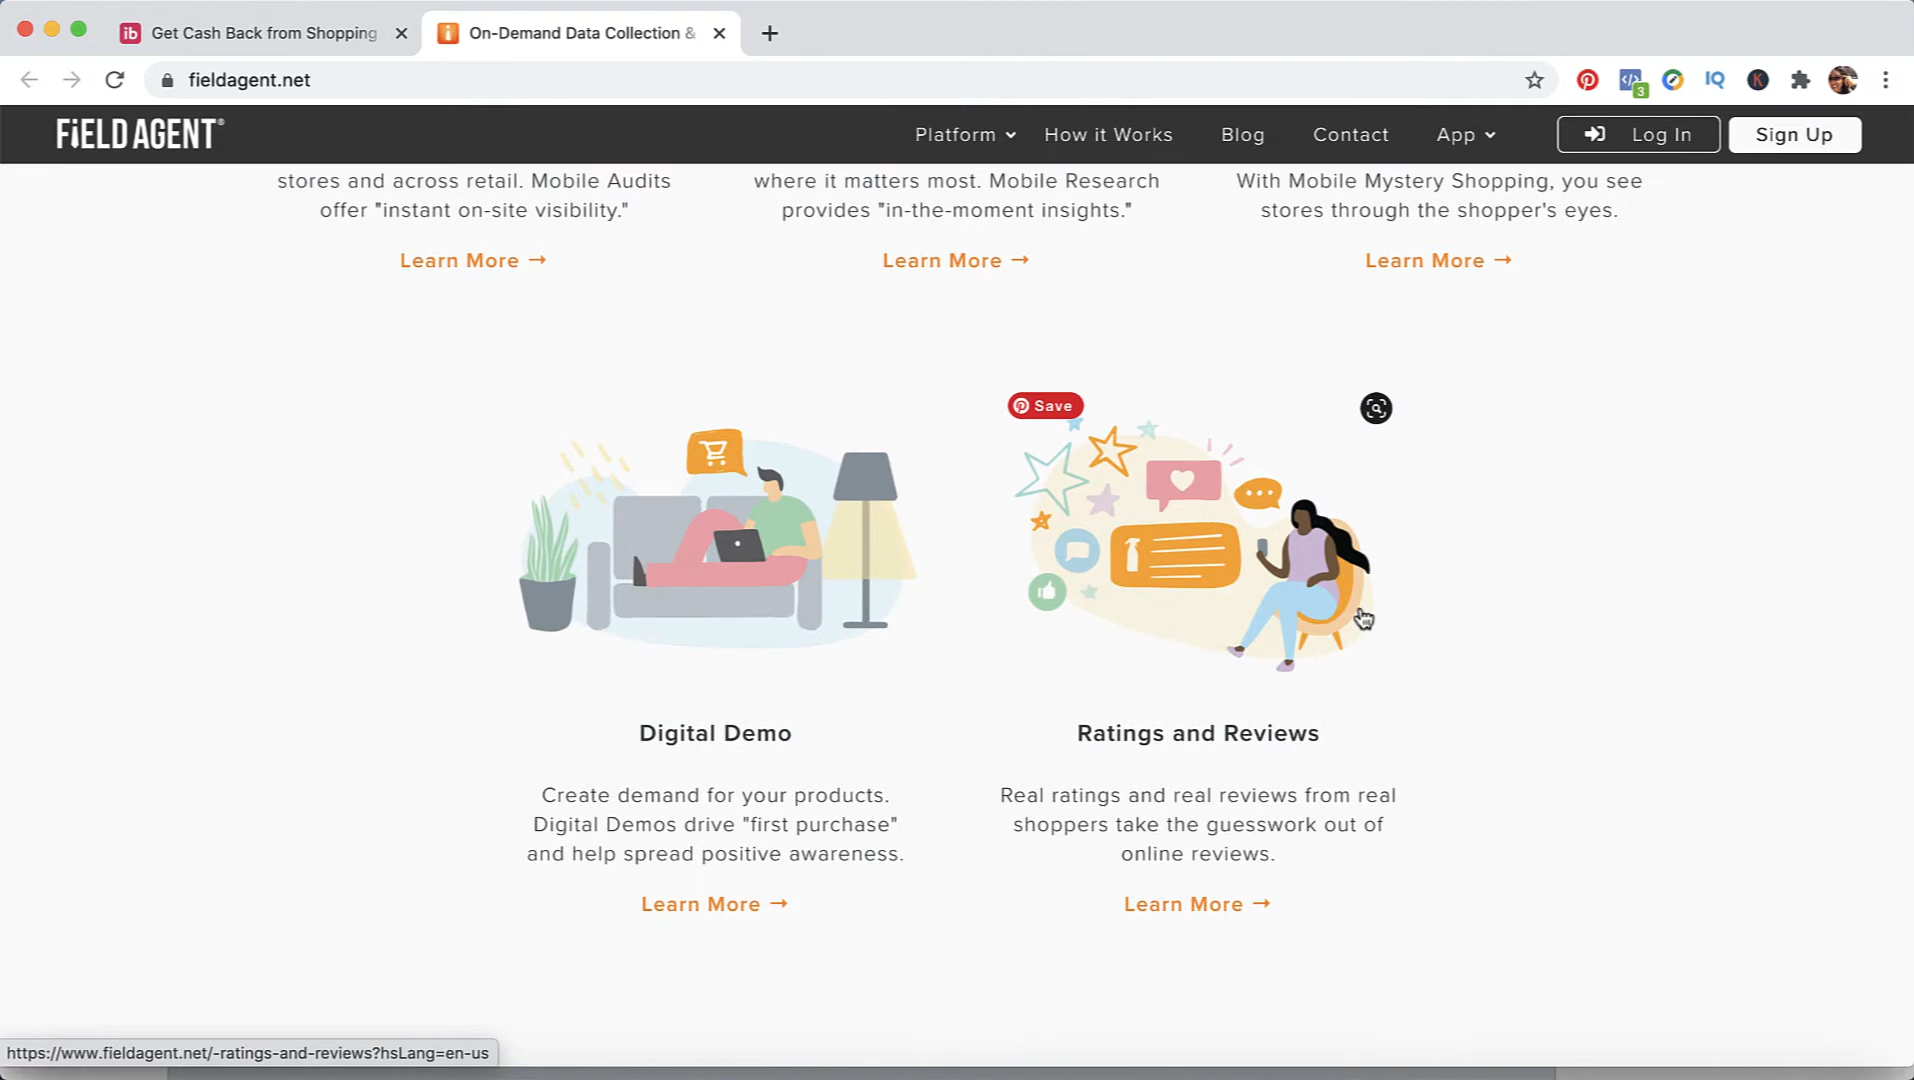 Get Cash Back from Shopping
On-Demand Data Collection &
fieldagent.net
3
IQ
K
FiELD AGENT®
Platform
How it Works
Blog
Contact
App
Log In
Sign Up
stores and across retail. Mobile Audits
offer "instant on-site visibility."
Learn More →
where it matters most. Mobile Research
provides "in-the-moment insights."
Learn More →
With Mobile Mystery Shopping, you see
stores through the shopper's eyes.
Learn More →
Save
Digital Demo
Create demand for your products.
Digital Demos drive "first purchase"
and help spread positive awareness.
Learn More →
Ratings and Reviews
Real ratings and real reviews from real
shoppers take the guesswork out of
online reviews.
Learn More →
https://www.fieldagent.net/-ratings-and-reviews?hsLang=en-us